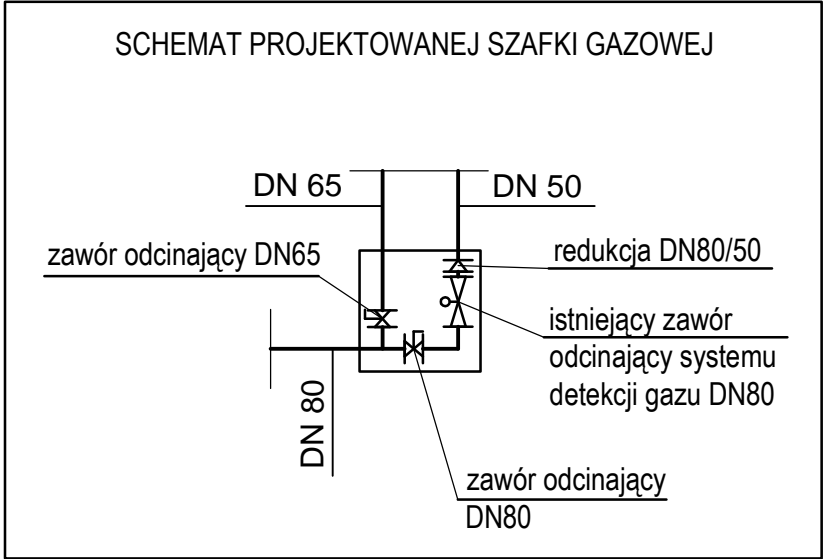 SCHEMAT PROJEKTOWANEJ SZAFKI GAZOWEJ
DN 65
DN 50
zawór odcinający DN65
redukcja DN80/50
istniejący zawór
odcinający systemu
detekcji gazu DN80
DN 80
zawór odcinający
DN80